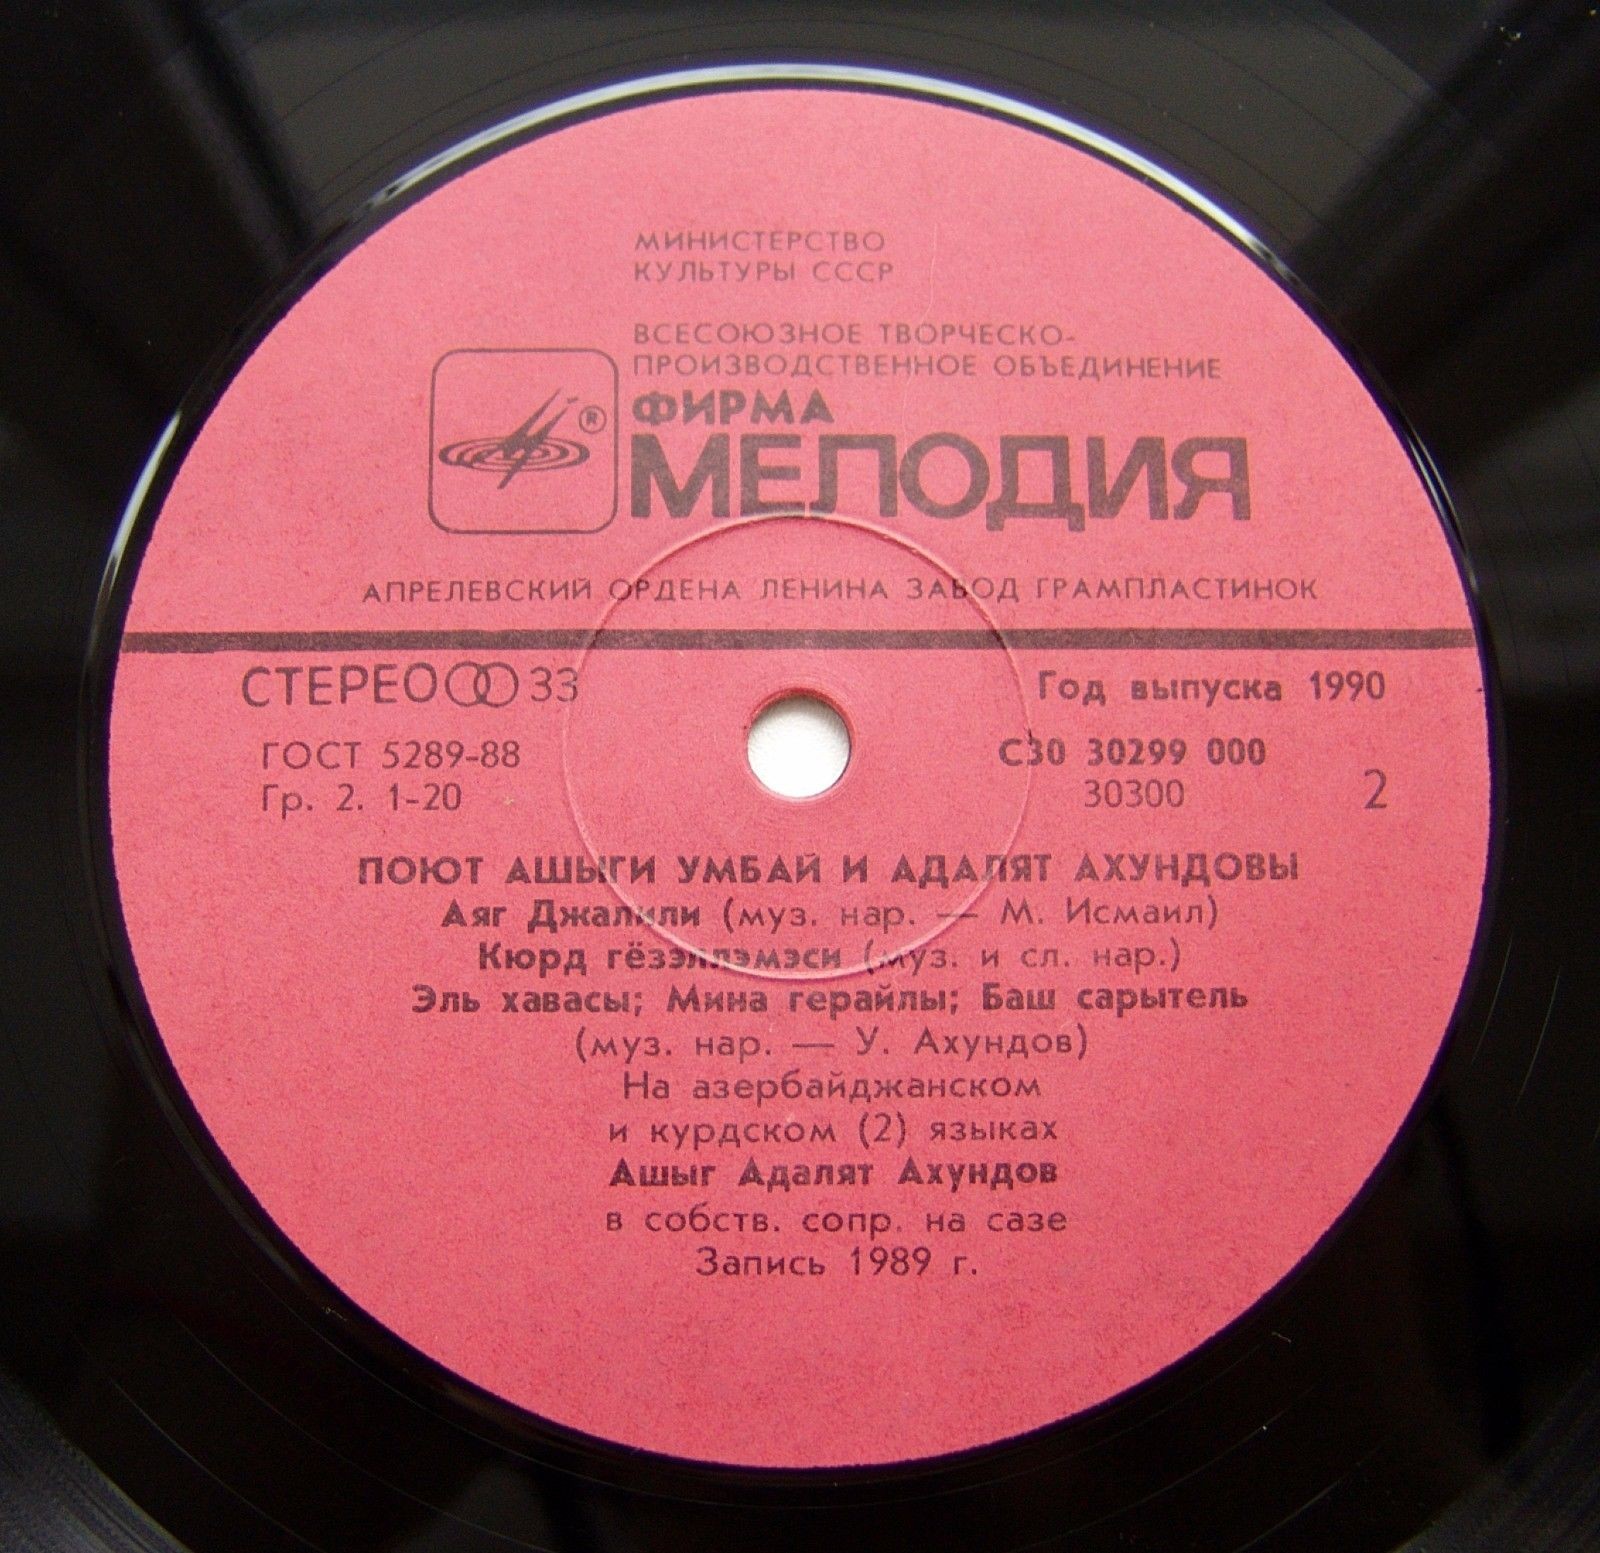 МИНИСТЕРСТВО
КУЛЬТУРЫ СССР
ВСЕСОЮЗНОЕ ТВОРЧЕСКО-
ПРОИЗВОДСТВЕННОЕ ОБЪЕДИНЕНИЕ
®
ФИРМА
МЕЛОДИЯ
АПРЕЛЕВСКИЙ ОРДЕНА ЛЕНИНА ЗАВОД ГРАМПЛАСТИНОК
СТЕРЕО 33
Год выпуска 1990
ГОСТ 5289-88
С30 30299 000
Гр. 2. 1-20
30300
2
ПОЮТ АШЫГИ УМБАЙ И АДАЛЯТ АХУНДОВЫ
Аяг Джалили (муз. нар. — М. Исмаил)
Кюрд гёзэллэмэси (муз. и сл. нар.)
Эль хавасы; Мина герайлы; Баш сарытель
(муз. нар. — У. Ахундов)
На азербайджанском
и курдском (2) языках
Ашыг Адалят Ахундов
в собств. сопр. на сазе
Запись 1989 г.